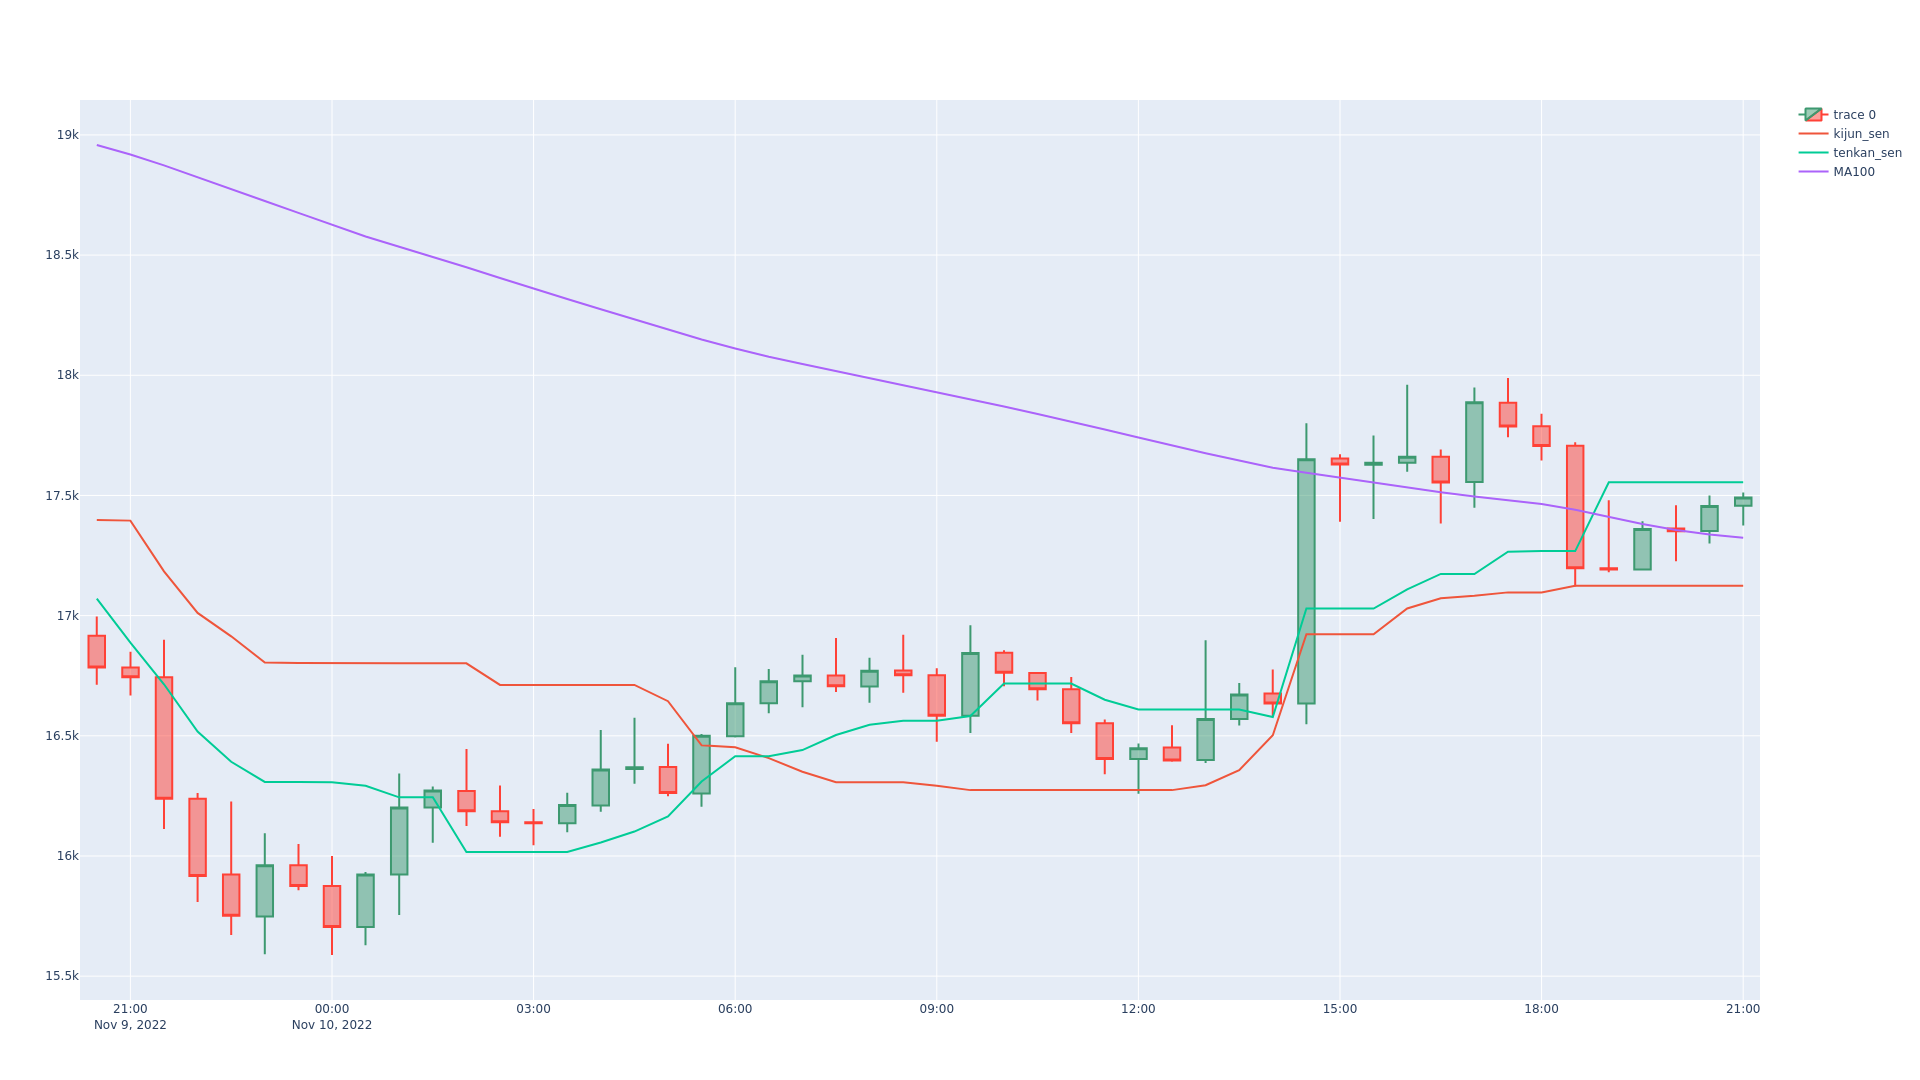 19k
18.5k
18k
17.5k
17k
16.5k
16k
15.5k
21:00 00:00 03:00 06:00 09:00 12:00 15:00 18:00 21:00
Nov 9, 2022 Nov 10, 2022
trace 0
kijun_sen
tenkan_sen
MA100